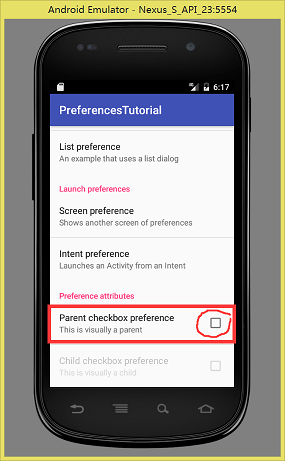 Android Emulator - Nexus_S_API_23:5554
6:17
PreferencesTutorial
List preference
An example that uses a list dialog
Launch preferences
Screen preference
Shows another screen of preferences
Intent preference
Launches an Activity from an Intent
Preference attributes
Parent checkbox preference
This is visually a parent
Child checkbox preference
This is visually a child